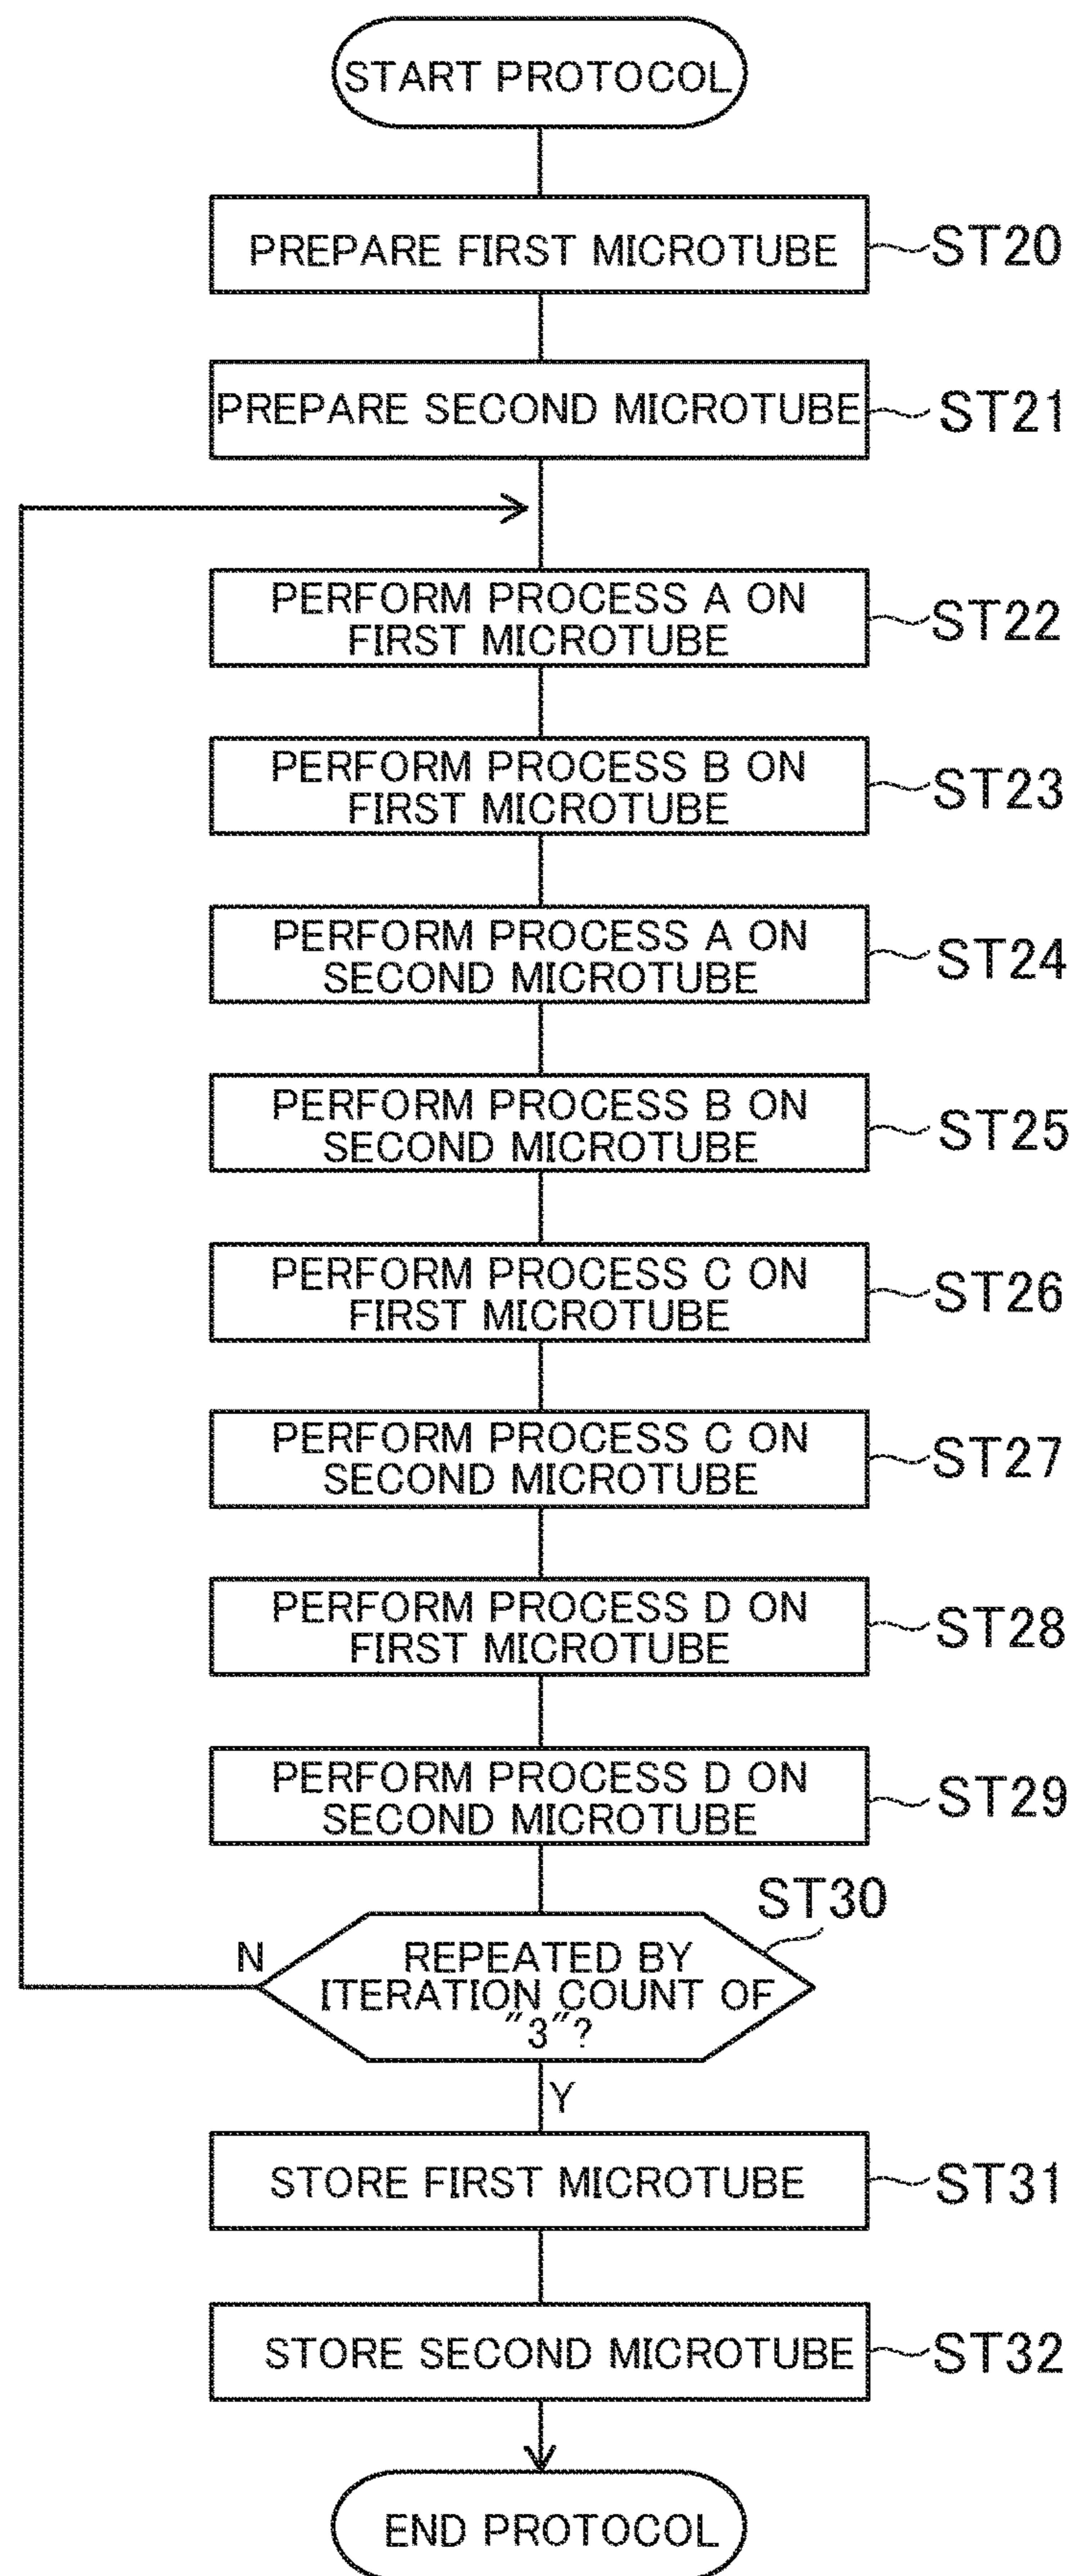 START PROTOCOL
PREPARE FIRST MICROTUBE
ST20
PREPARE SECOND MICROTUBE
ST21
PERFORM PROCESS A ON
FIRST MICROTUBE
ST22
PERFORM PROCESS B ON
FIRST MICROTUBE
ST23
PERFORM PROCESS A ON
SECOND MICROTUBE
ST24
PERFORM PROCESS B ON
SECOND MICROTUBE
ST25
PERFORM PROCESS C ON
FIRST MICROTUBE
ST26
PERFORM PROCESS C ON
SECOND MICROTUBE
ST27
PERFORM PROCESS D ON
FIRST MICROTUBE
ST28
PERFORM PROCESS D ON
SECOND MICROTUBE
ST29
ST30
N
REPEATED BY
ITERATION COUNT OF
"3"?
Y
STORE FIRST MICROTUBE
ST31
STORE SECOND MICROTUBE
ST32
END PROTOCOL